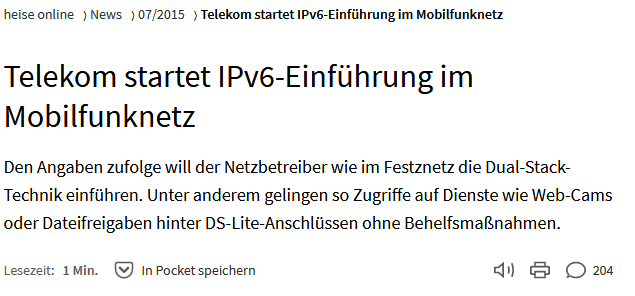 heise online 〉News 〉07/2015 〉Telekom startet IPv6-Einführung im Mobilfunknetz
Telekom startet IPv6-Einführung im
Mobilfunknetz
Den Angaben zufolge will der Netzbetreiber wie im Festnetz die Dual-Stack-
Technik einführen. Unter anderem gelingen so Zugriffe auf Dienste wie Web-Cams
oder Dateifreigaben hinter DS-Lite-Anschlüssen ohne Behelfsmaßnahmen.
Lesezeit: 1 Min. In Pocket speichern 204